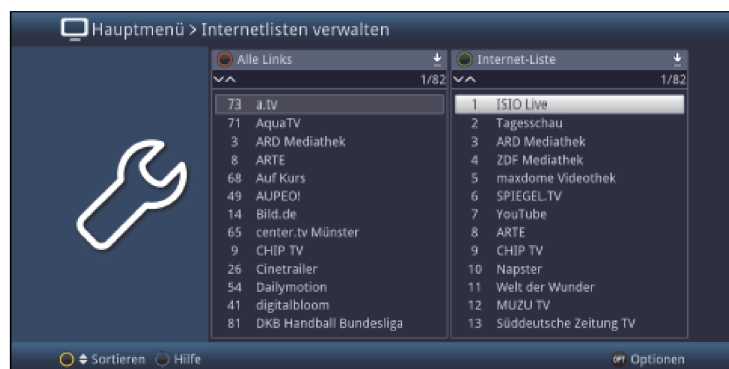 Hauptmenü > Internetlisten verwalten
Alle Links
1/82
73 a.tv
71 AquaTV
3 ARD Mediathek
8 ARTE
68 Auf Kurs
49 AUPEO!
14 Bild.de
65 center.tv Münster
9 CHIP TV
26 Cinetrailer
54 Dailymotion
41 digitalbloom
81 DKB Handball Bundesliga
Internet-Liste
1/82
1 ISIO Live
2 Tagesschau
3 ARD Mediathek
4 ZDF Mediathek
5 maxdome Videothek
6 SPIEGEL.TV
7 YouTube
8 ARTE
9 CHIP TV
10 Napster
11 Welt der Wunder
12 MUZU TV
13 Süddeutsche Zeitung TV
Sortieren Hilfe
OPT Optionen